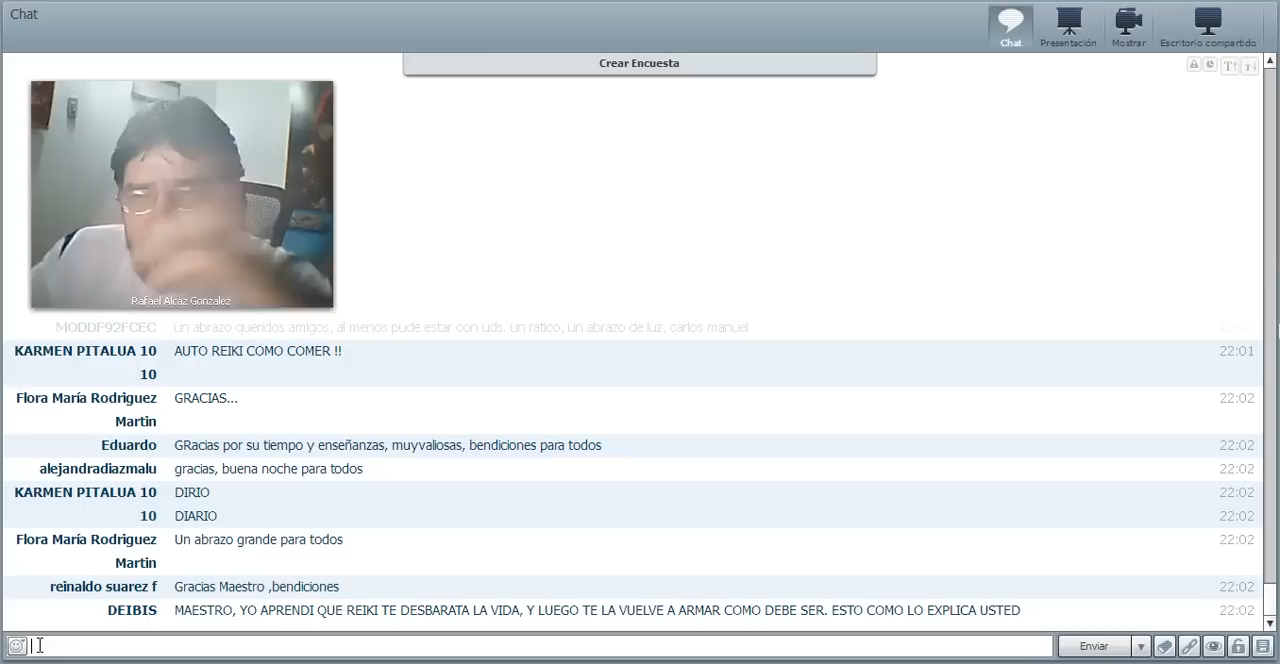 Chat
Chat
Presentación
Mostrar
Escritorio compartido
Crear Encuesta
Rafael Alcaz Gonzalez
MODDF92FCEC un abrazo queridos amigos, al menos pude estar con uds. un ratico, un abrazo de luz, carlos manuel 22:01
KARMEN PITALUA 10 AUTO REIKI COMO COMER !! 22:01
10
Flora María Rodriguez GRACIAS... 22:02
Martin
Eduardo GRacias por su tiempo y enseñanzas, muyvaliosas, bendiciones para todos 22:02
alejandradiazmalu gracias, buena noche para todos 22:02
KARMEN PITALUA 10 DIRIO 22:02
10 DIARIO 22:02
Flora María Rodriguez Un abrazo grande para todos 22:02
Martin
reinaldo suarez f Gracias Maestro ,bendiciones 22:02
DEIBIS MAESTRO, YO APRENDI QUE REIKI TE DESBARATA LA VIDA, Y LUEGO TE LA VUELVE A ARMAR COMO DEBE SER. ESTO COMO LO EXPLICA USTED 22:02
Enviar